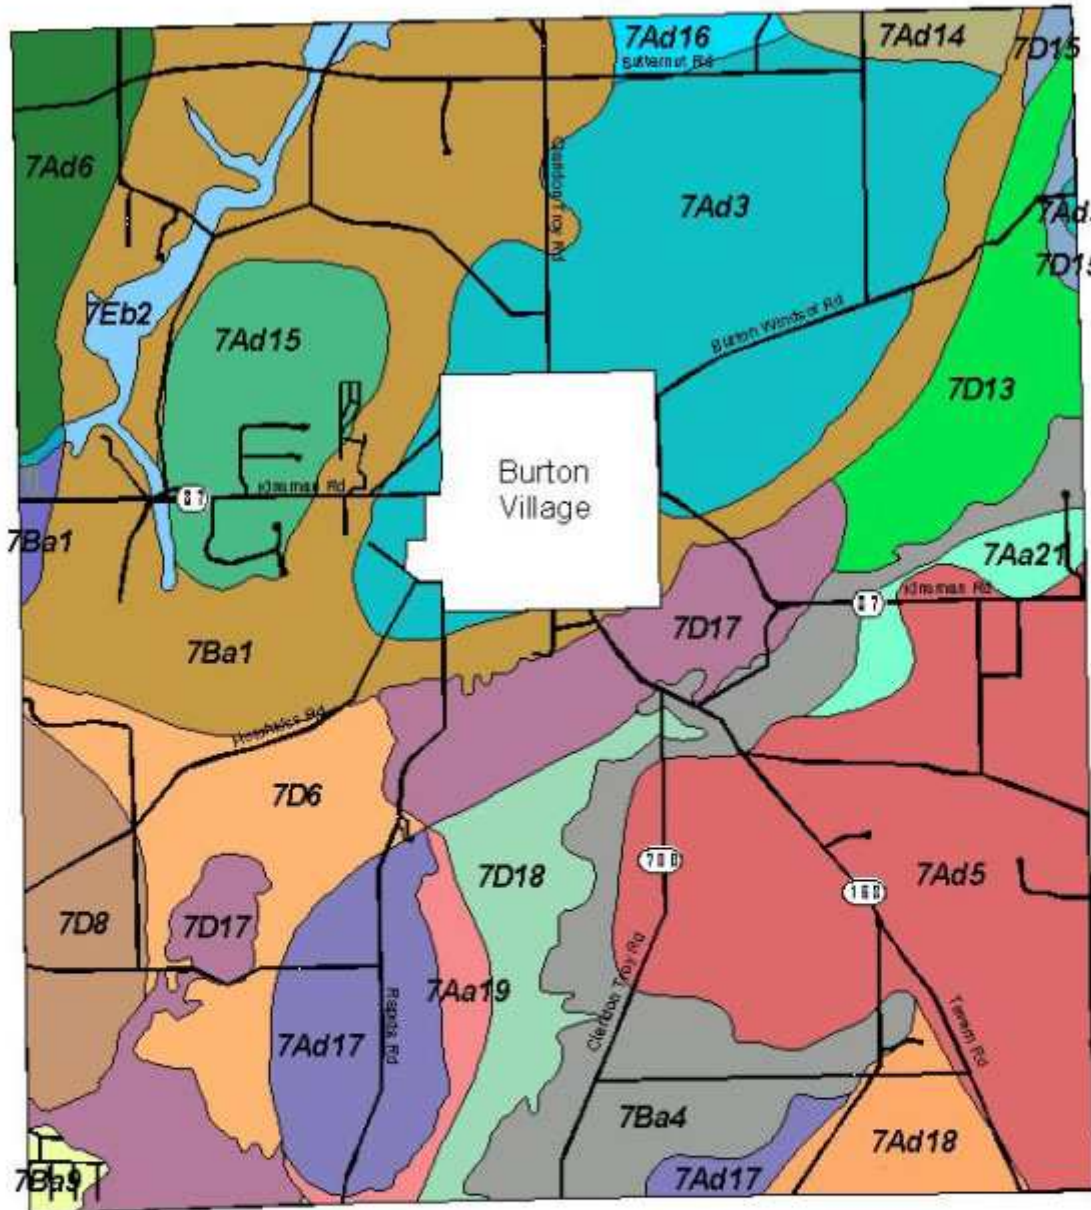 7Ad16
7Ad14
7D15
Butternut Rd
7Ad6
7Ad3
7Ad
7D15
7Eb2
7Ad15
Burton Windsor Rd
7D13
Burton
Village
87
Kinsman Rd
7Ba1
7Aa21
87
Kinsman Rd
7D17
7Ba1
Hotchkiss Rd
7D6
700
7D18
7Ad5
168
7D8
7D17
7Aa19
Rapids Rd
Claridon Troy Rd
Tavern Rd
7Ad17
7Ba4
7Ad18
7Ba9
7Ad17